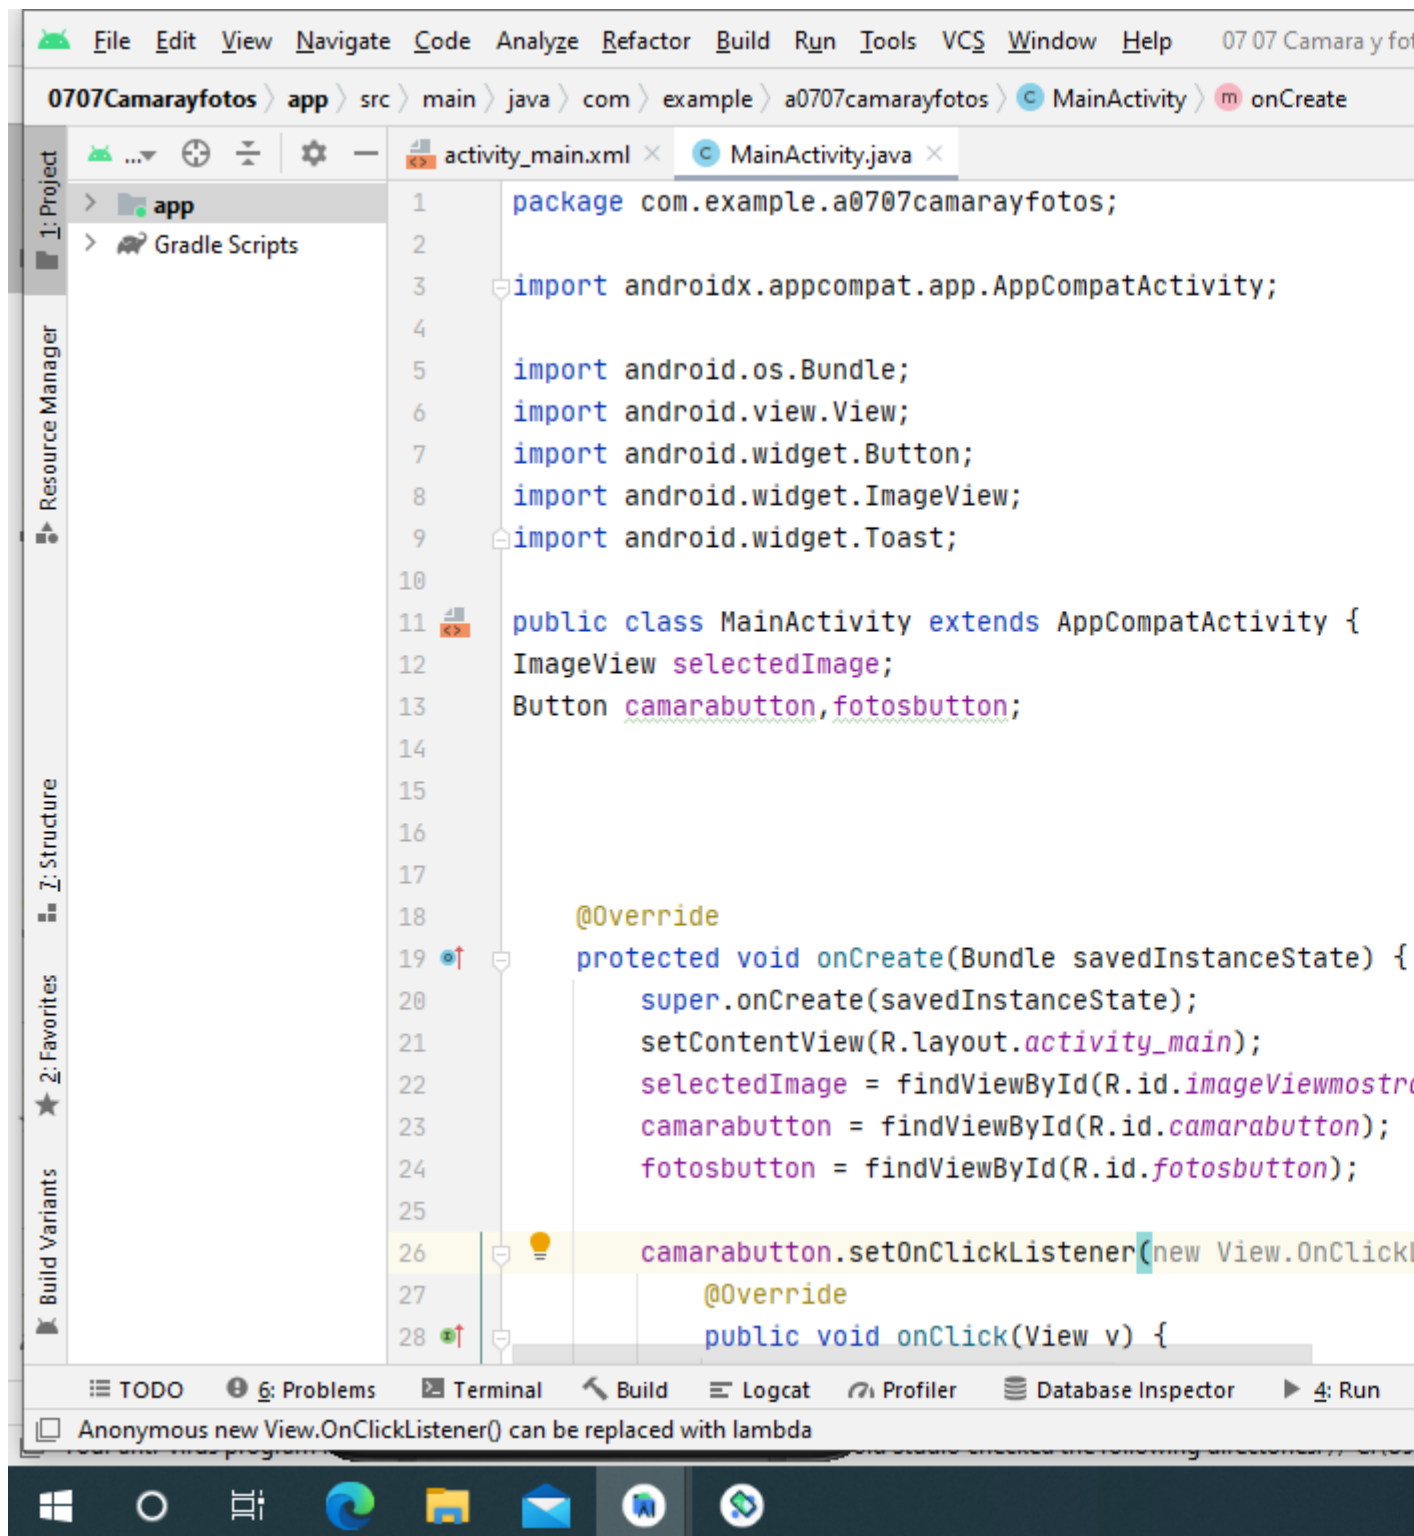 File Edit View Navigate Code Analyze Refactor Build Run Tools VCS Window Help 07 07 Camara y fot
0707Camarayfotos app src main java com example a0707camarayfotos C MainActivity m onCreate
... activity_main.xml C MainActivity.java
1: Project
app
Gradle Scripts
Resource Manager
7: Structure
2: Favorites
Build Variants
1 package com.example.a0707camarayfotos;
2
3 import androidx.appcompat.app.AppCompatActivity;
4
5 import android.os.Bundle;
6 import android.view.View;
7 import android.widget.Button;
8 import android.widget.ImageView;
9 import android.widget.Toast;
10
11 public class MainActivity extends AppCompatActivity {
12 ImageView selectedImage;
13 Button camarabutton,fotosbutton;
14
15
16
17
18 @Override
19 protected void onCreate(Bundle savedInstanceState) {
20 super.onCreate(savedInstanceState);
21 setContentView(R.layout.activity_main);
22 selectedImage = findViewById(R.id.imageViewmostra
23 camarabutton = findViewById(R.id.camarabutton);
24 fotosbutton = findViewById(R.id.fotosbutton);
25
26 camarabutton.setOnClickListener(new View.OnClickL
27 @Override
28 public void onClick(View v) {
TODO 6: Problems Terminal Build Logcat Profiler Database Inspector 4: Run
Anonymous new View.OnClickListener() can be replaced with lambda